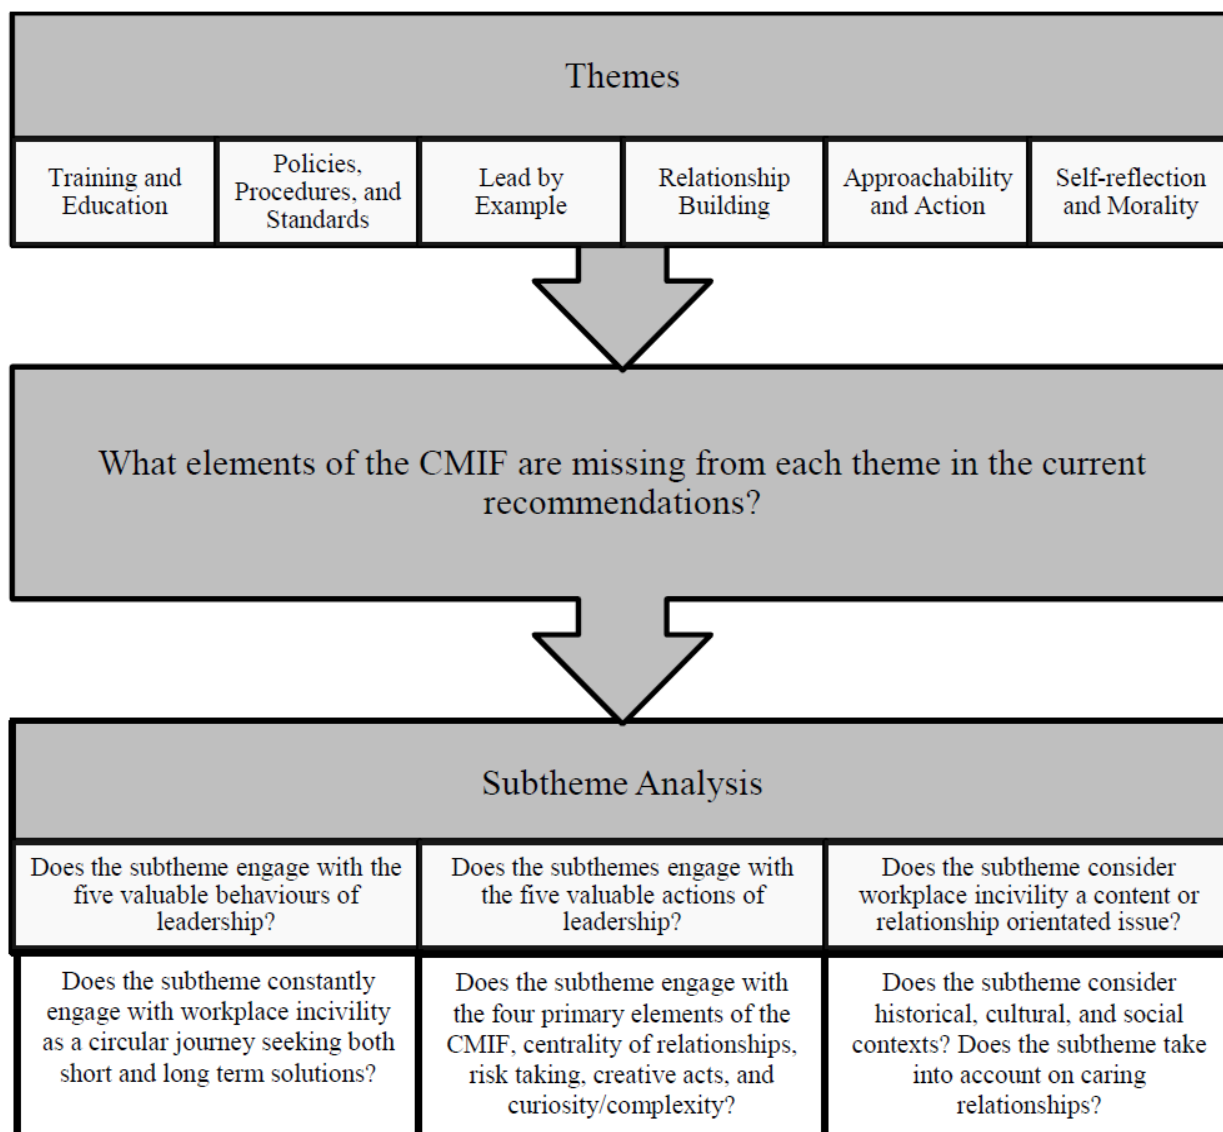 Themes
Training and
Education
Policies,
Procedures, and
Standards
Lead by
Example
Relationship
Building
Approachability
and Action
Self-reflection
and Morality
What elements of the CMIF are missing from each theme in the current
recommendations?
Subtheme Analysis
Does the subtheme engage with the
five valuable behaviours of
leadership?
Does the subthemes engage with
the five valuable actions of
leadership?
Does the subtheme consider
workplace incivility a content or
relationship orientated issue?
Does the subtheme constantly
engage with workplace incivility
as a circular journey seeking both
short and long term solutions?
Does the subtheme engage with
the four primary elements of the
CMIF, centrality of relationships,
risk taking, creative acts, and
curiosity/complexity?
Does the subtheme consider
historical, cultural, and social
contexts? Does the subtheme take
into account on caring
relationships?